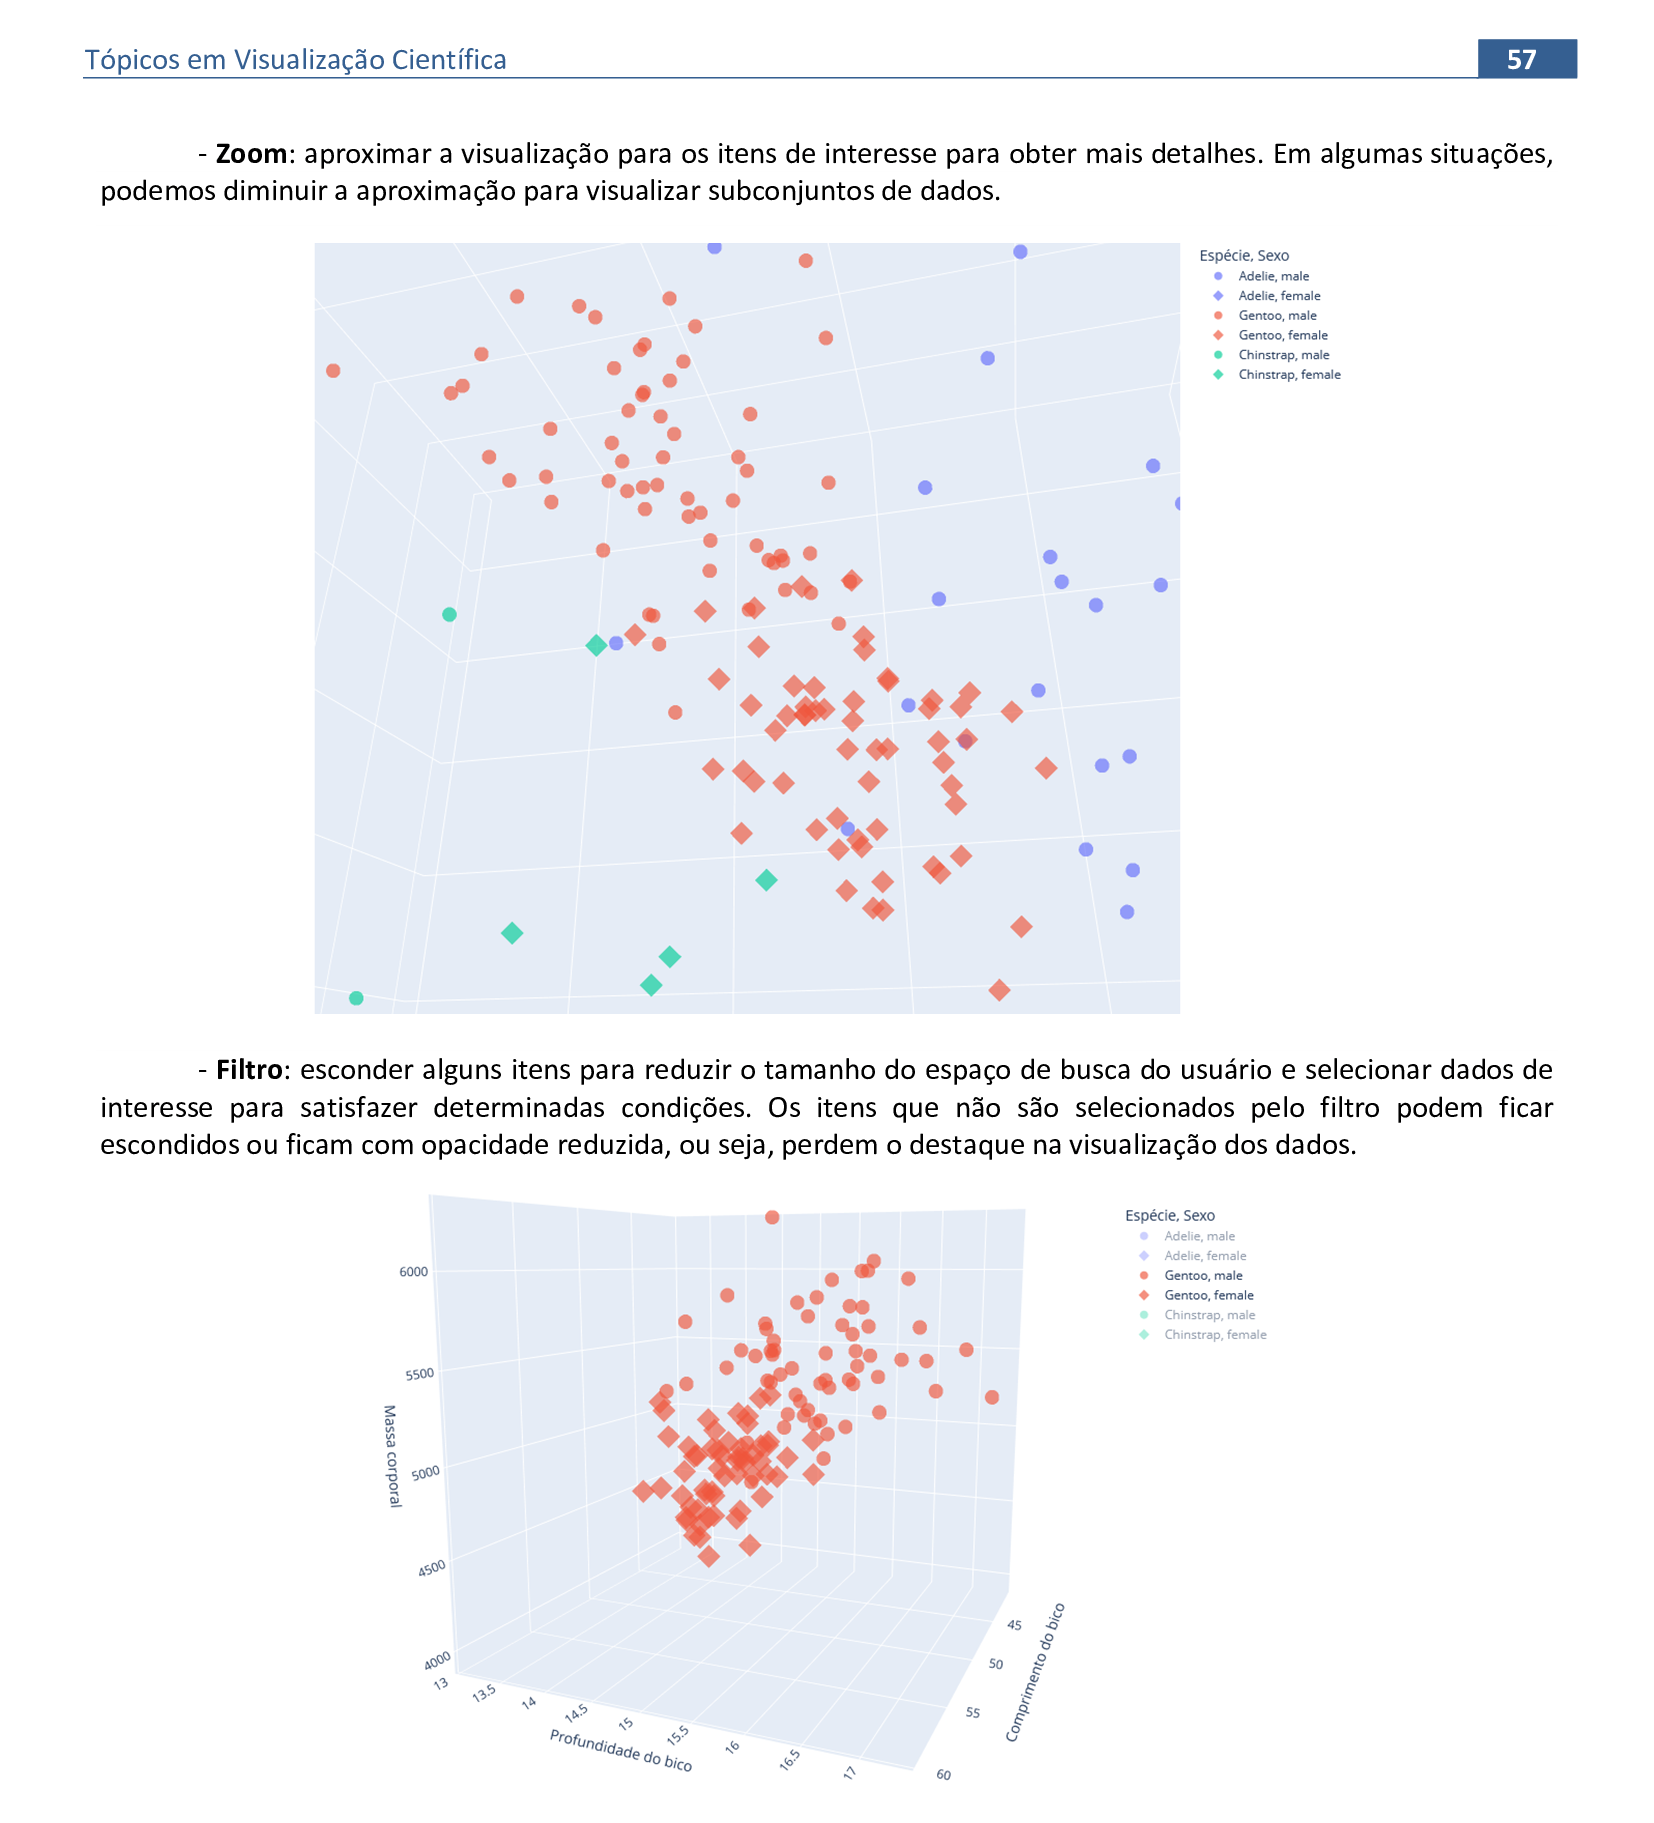 Tópicos em Visualização Científica
57
- Zoom: aproximar a visualização para os itens de interesse para obter mais detalhes. Em algumas situações,
podemos diminuir a aproximação para visualizar subconjuntos de dados.
Espécie, Sexo
Adelie, male
Adelie, female
Gentoo, male
Gentoo, female
Chinstrap, male
Chinstrap, female
- Filtro: esconder alguns itens para reduzir o tamanho do espaço de busca do usuário e selecionar dados de
interesse para satisfazer determinadas condições. Os itens que não são selecionados pelo filtro podem ficar
escondidos ou ficam com opacidade reduzida, ou seja, perdem o destaque na visualização dos dados.
Espécie, Sexo
Adelie, male
Adelie, female
Gentoo, male
Gentoo, female
Chinstrap, male
Chinstrap, female
6000
5500
5000
4500
4000
Massa corporal
13
13.5
14
14.5
15
15.5
16
16.5
17
Profundidade do bico
45
50
55
60
Comprimento do bico